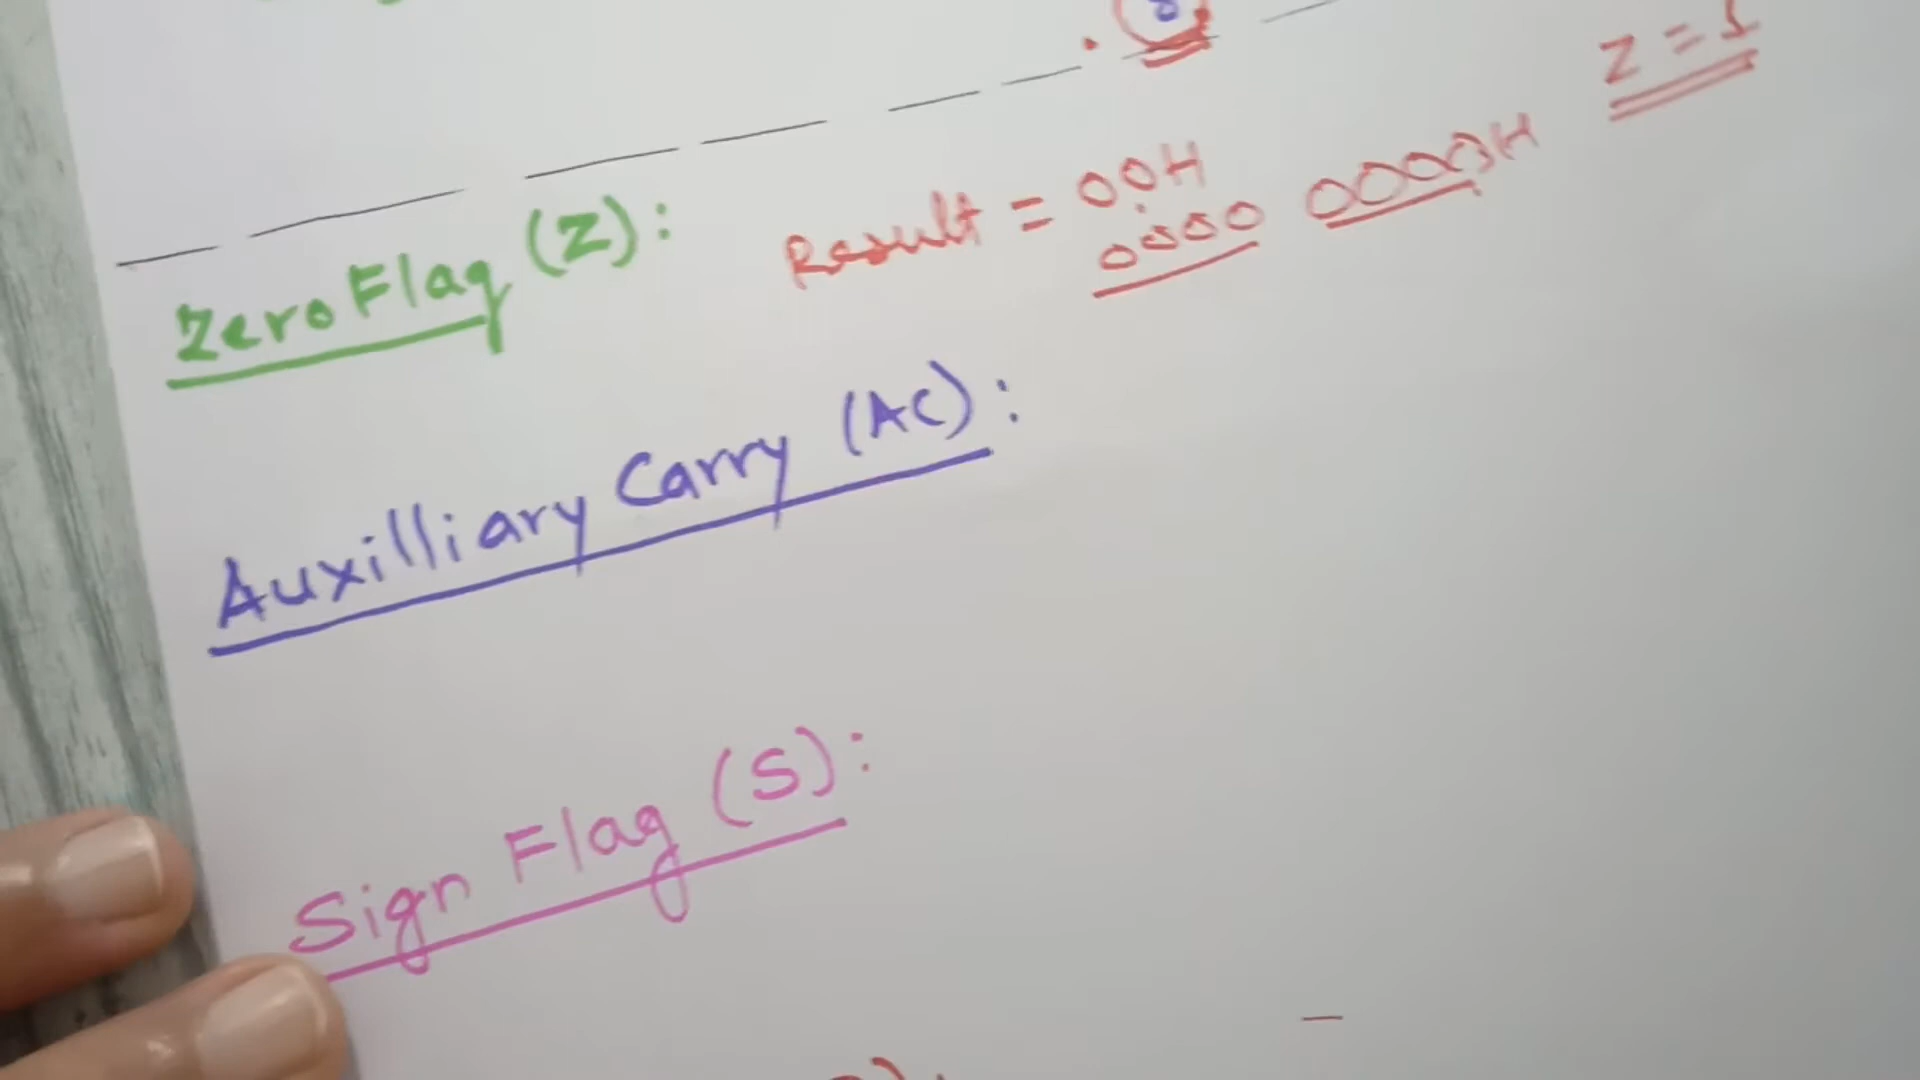 Z = 1
Zero Flag (Z): Result = 00H
0000 0000H
Auxilliary Carry (AC):
Sign Flag (S):